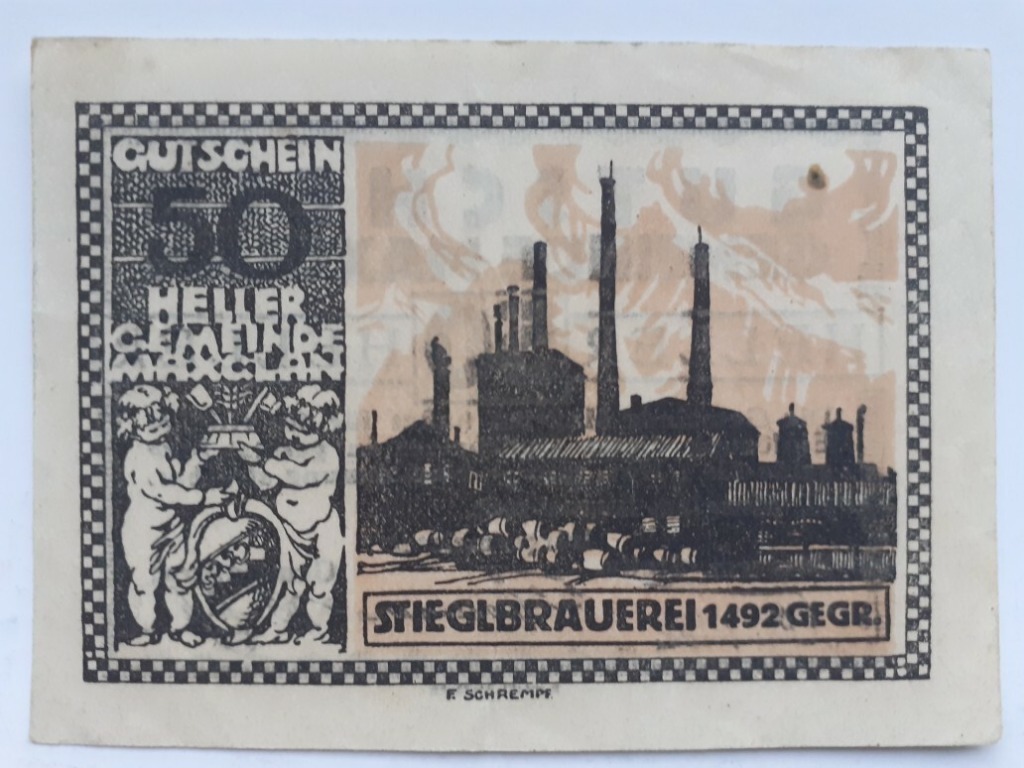 GUTSCHEIN
50
HELLER
GEMEINDE
MAXGLAN
STIEGLBRAUEREI 1492 GEGR.
F. SCHREMPF.